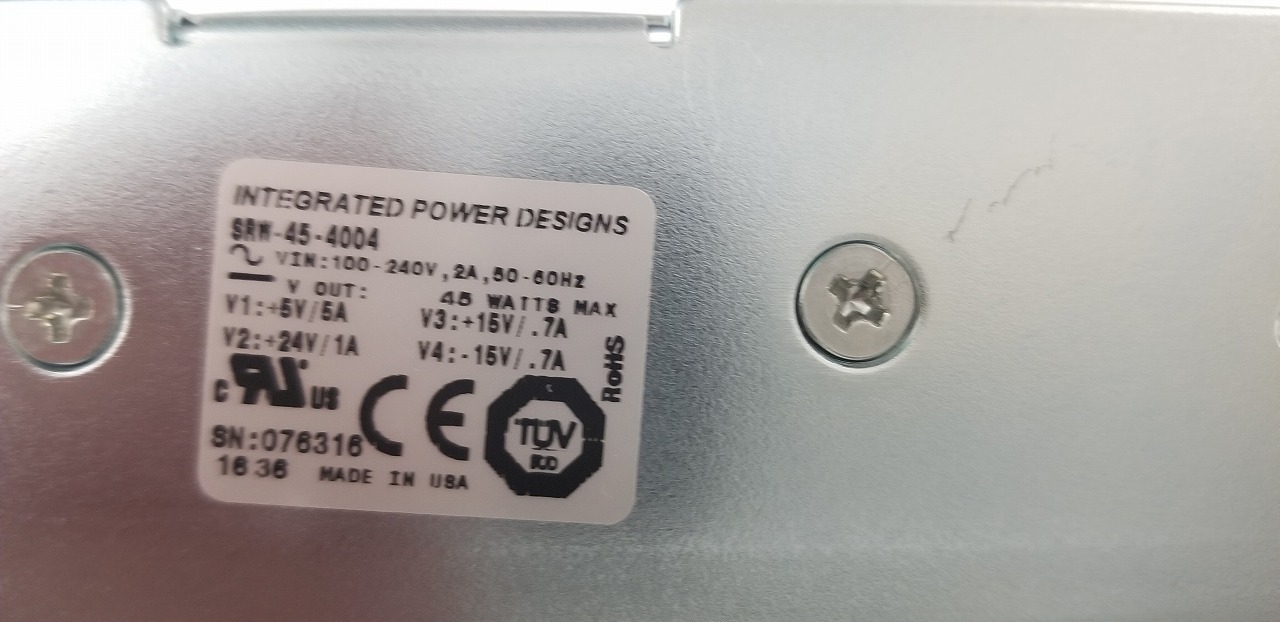 INTEGRATED POWER DESIGNS
SRW-45-4004
VIN:100-240V,2A,50-60Hz
V OUT: 45 WATTS MAX
V1:+5V/5A V3:+15V/.7A
V2:+24V/1A V4:-15V/.7A
RoHS
C US CE TÜV
SN:076316
1636 MADE IN USA